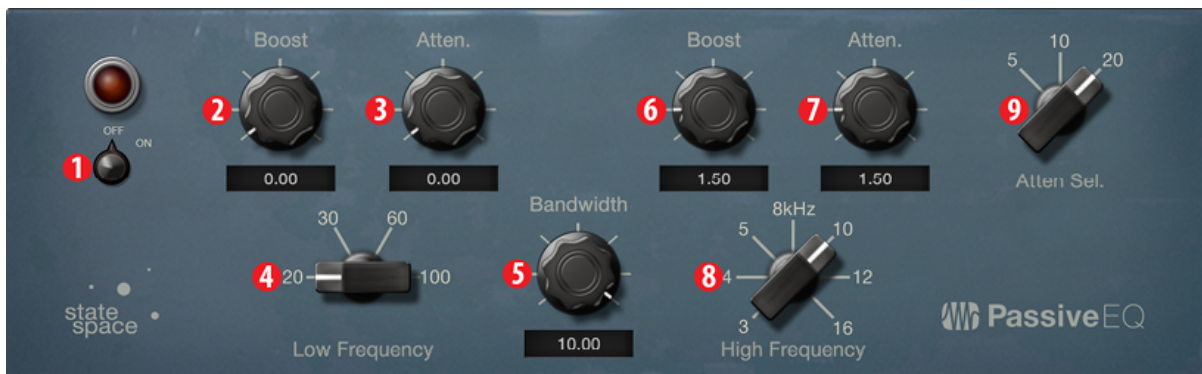 Boost
Atten.
Boost
Atten.
5
10
20
OFF
ON
1
2
3
6
7
9
0.00
0.00
1.50
1.50
Atten Sel.
30
60
Bandwidth
8kHz
5
10
4
20
100
5
8
4
12
3
16
state
space
10.00
Low Frequency
High Frequency
PassiveEQ